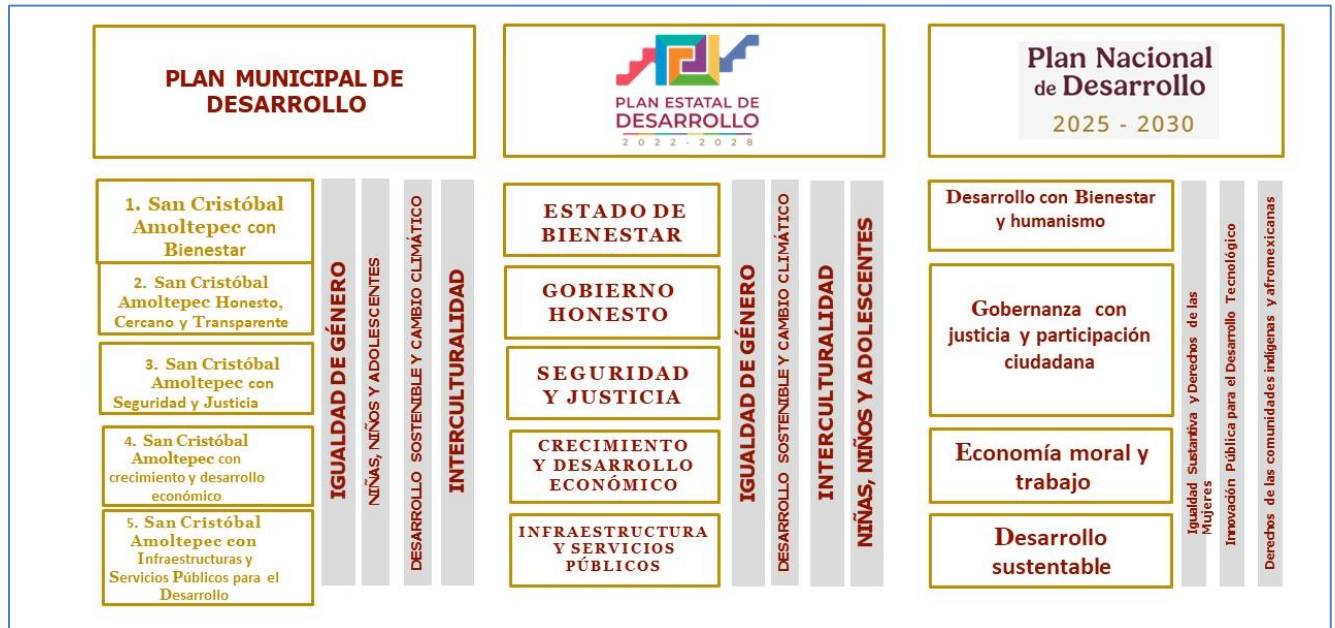 PLAN MUNICIPAL DE
DESARROLLO
1. San Cristóbal
Amoltepec con
Bienestar
2. San Cristóbal
Amoltepec Honesto,
Cercano y Transparente
3. San Cristóbal
Amoltepec con
Seguridad y Justicia
4. San Cristóbal
Amoltepec con
crecimiento y desarrollo
económico
5. San Cristóbal
Amoltepec con
Infraestructuras y
Servicios Públicos para el
Desarrollo
IGUALDAD DE GÉNERO
NIÑAS, NIÑOS Y ADOLESCENTES
DESARROLLO SOSTENIBLE Y CAMBIO CLIMÁTICO
INTERCULTURALIDAD
PLAN ESTATAL DE
DESARROLLO
2022-2028
ESTADO DE
BIENESTAR
GOBIERNO
HONESTO
SEGURIDAD
Y JUSTICIA
CRECIMIENTO
Y DESARROLLO
ECONÓMICO
INFRAESTRUCTURA
Y SERVICIOS
PÚBLICOS
IGUALDAD DE GÉNERO
DESARROLLO SOSTENIBLE Y CAMBIO CLIMÁTICO
INTERCULTURALIDAD
NIÑAS, NIÑOS Y ADOLESCENTES
Plan Nacional
de Desarrollo
2025 - 2030
Desarrollo con Bienestar
y humanismo
Gobernanza con
justicia y participación
ciudadana
Economía moral y
trabajo
Desarrollo
sustentable
Igualdad Sustantiva y Derechos de las
Mujeres
Innovación Pública para el Desarrollo Tecnológico
Derechos de las comunidades indígenas y afromexicanas